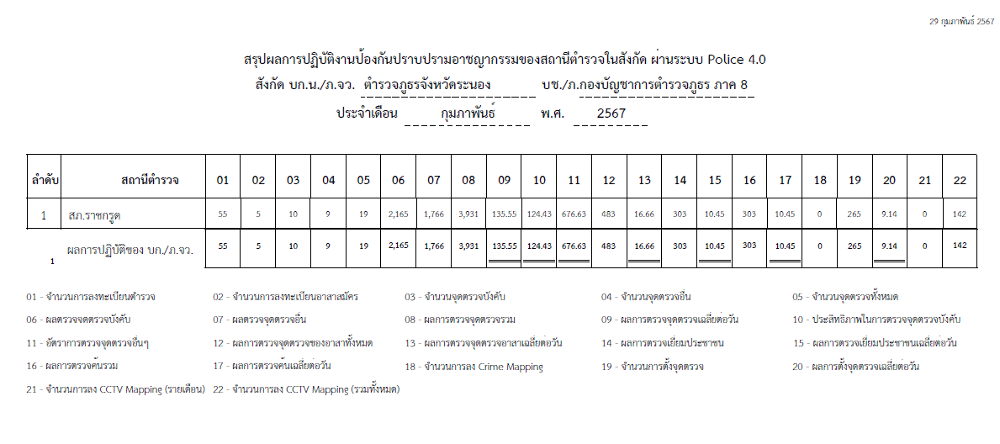 29 กุมภาพันธ์ 2567
สรุปผลการปฏิบัติงานป้องกันปราบปรามอาชญากรรมของสถานีตำรวจในสังกัด ผ่านระบบ Police 4.0
สังกัด บก.น./ภ.จว. ตำรวจภูธรจังหวัดระนอง บช./ภ.กองบัญชาการตำรวจภูธร ภาค 8
ประจำเดือน กุมภาพันธ์ พ.ศ. 2567
ลำดับ สถานีตำรวจ 01 02 03 04 05 06 07 08 09 10 11 12 13 14 15 16 17 18 19 20 21 22
1 สภ.ราชกรูด 55 5 10 9 19 2,165 1,766 3,931 135.55 124.43 676.63 483 16.66 303 10.45 303 10.45 0 265 9.14 0 142
1 ผลการปฏิบัติของ บก./ภ.จว. 55 5 10 9 19 2,165 1,766 3,931 135.55 124.43 676.63 483 16.66 303 10.45 303 10.45 0 265 9.14 0 142
01 - จำนวนการลงทะเบียนตำรวจ 02 - จำนวนการลงทะเบียนอาสาสมัคร 03 - จำนวนจุดตรวจบังคับ 04 - จำนวนจุดตรวจอื่น 05 - จำนวนจุดตรวจทั้งหมด
06 - ผลตรวจจดตรวจบังคับ 07 - ผลตรวจจุดตรวจอื่น 08 - ผลการตรวจจุดตรวจรวม 09 - ผลการตรวจจุดตรวจเฉลี่ยต่อวัน 10 - ประสิทธิภาพในการตรวจจุดตรวจบังคับ
11 - อัตราการตรวจจุดตรวจอื่นๆ 12 - ผลการตรวจจุดตรวจของอาสาทั้งหมด 13 - ผลการตรวจจุดตรวจอาสาเฉลี่ยต่อวัน 14 - ผลการตรวจเยี่ยมประชาชน 15 - ผลการตรวจเยี่ยมประชาชนเฉลี่ยต่อวัน
16 - ผลการตรวจค้นรวม 17 - ผลการตรวจค้นเฉลี่ยต่อวัน 18 - จำนวนการลง Crime Mapping 19 - จำนวนการตั้งจุดตรวจ 20 - ผลการตั้งจุดตรวจเฉลี่ยต่อวัน
21 - จำนวนการลง CCTV Mapping (รายเดือน) 22 - จำนวนการลง CCTV Mapping (รวมทั้งหมด)